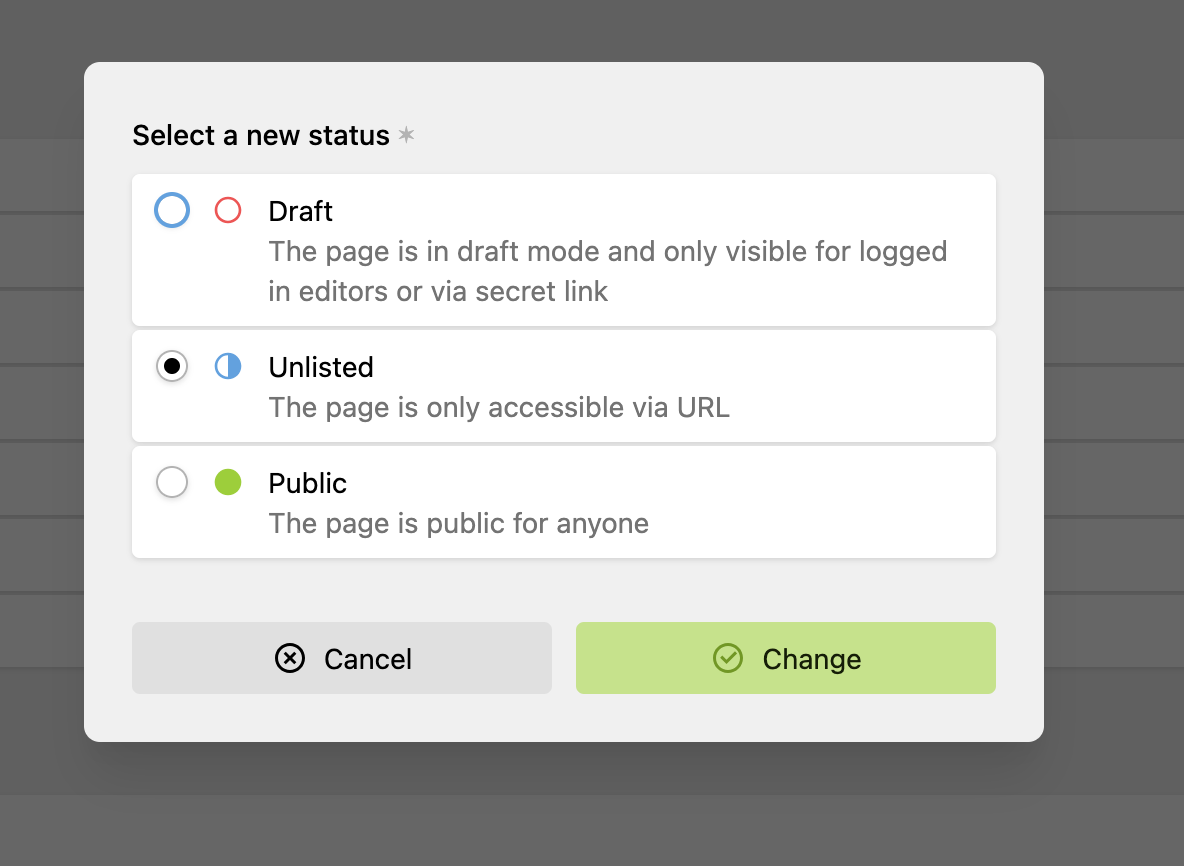 Select a new status ✶
Draft
The page is in draft mode and only visible for logged
in editors or via secret link
Unlisted
The page is only accessible via URL
Public
The page is public for anyone
Cancel
Change